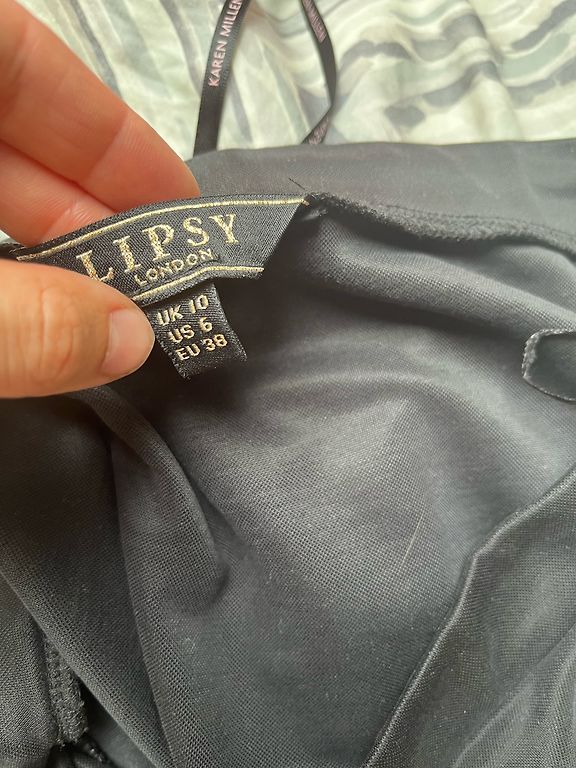 KAREN MILLEN
LIPSY
LONDON
UK 10
US 6
EU 38